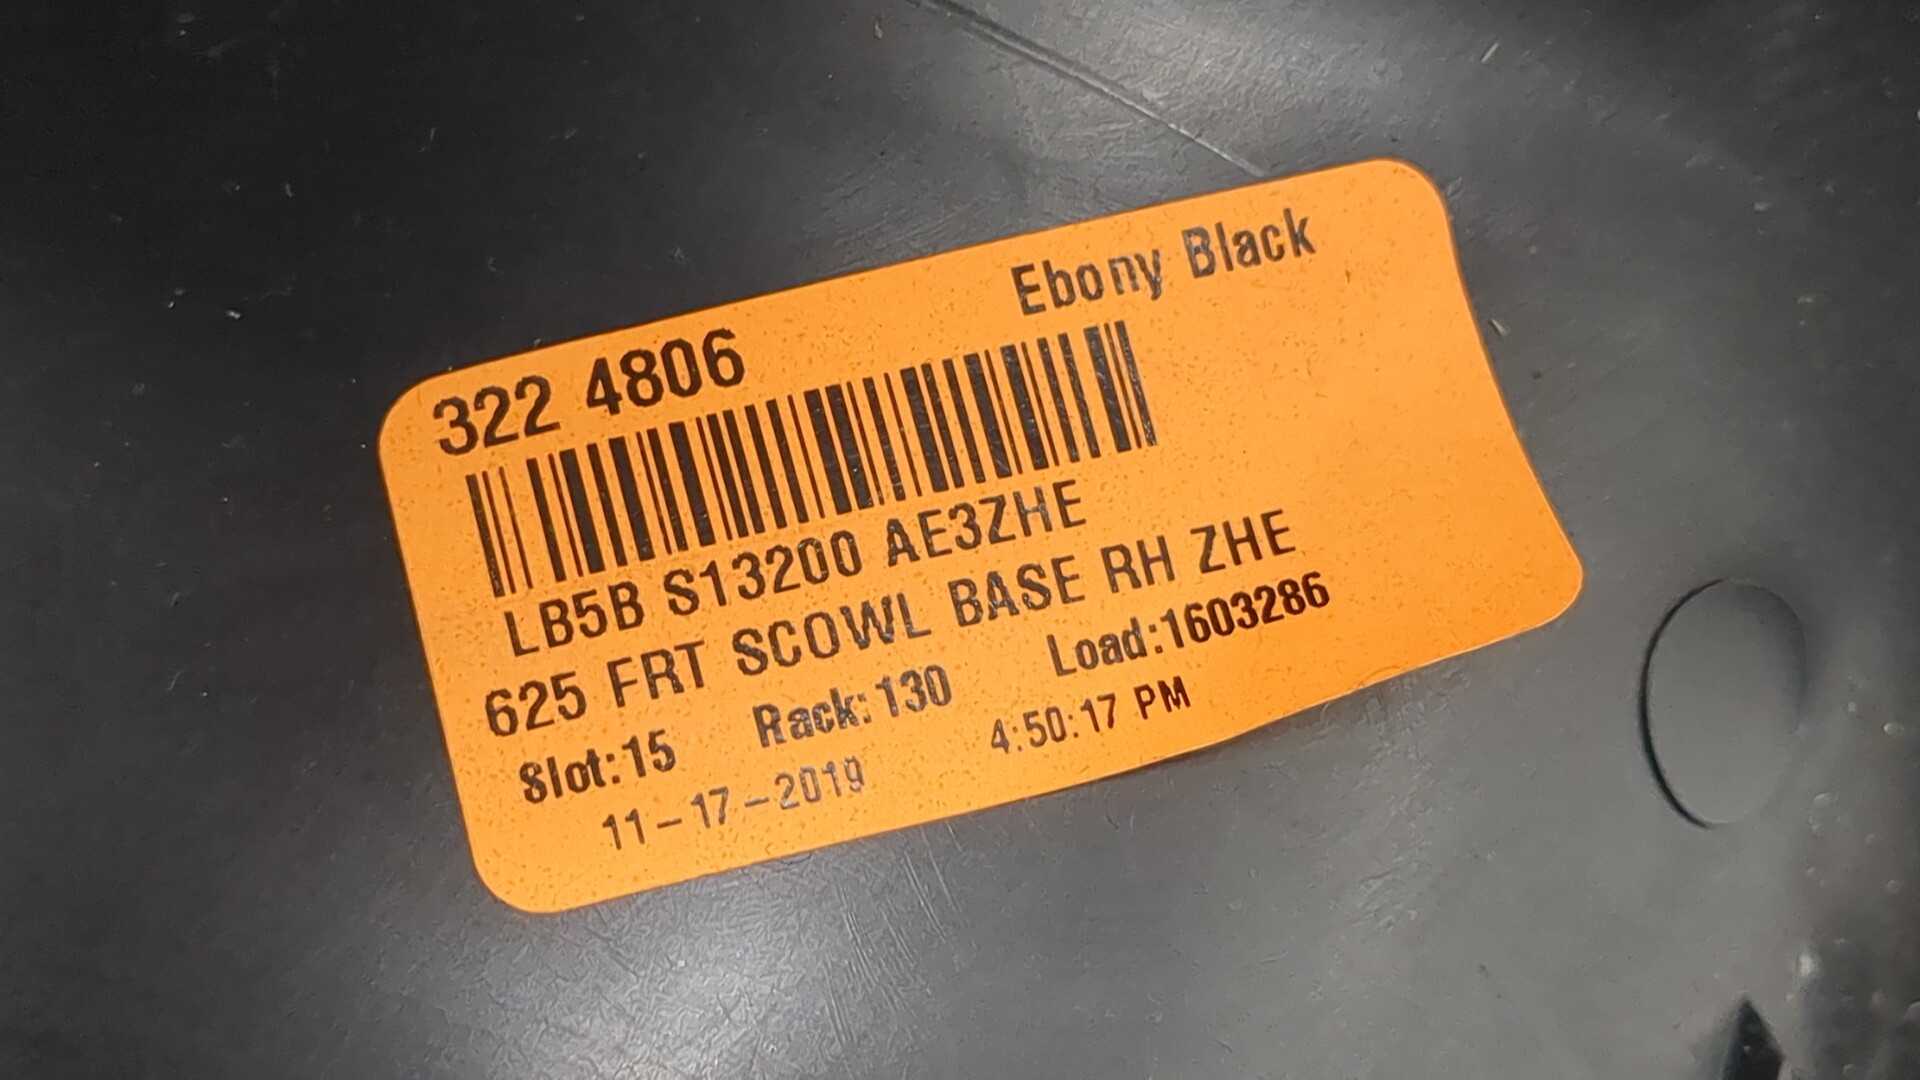 Ebony Black
322 4806
LB5B S13200 AE3ZHE
625 FRT SCOWL BASE RH ZHE
Slot:15 Rack:130 Load:1603286
11-17-2019 4:50:17 PM